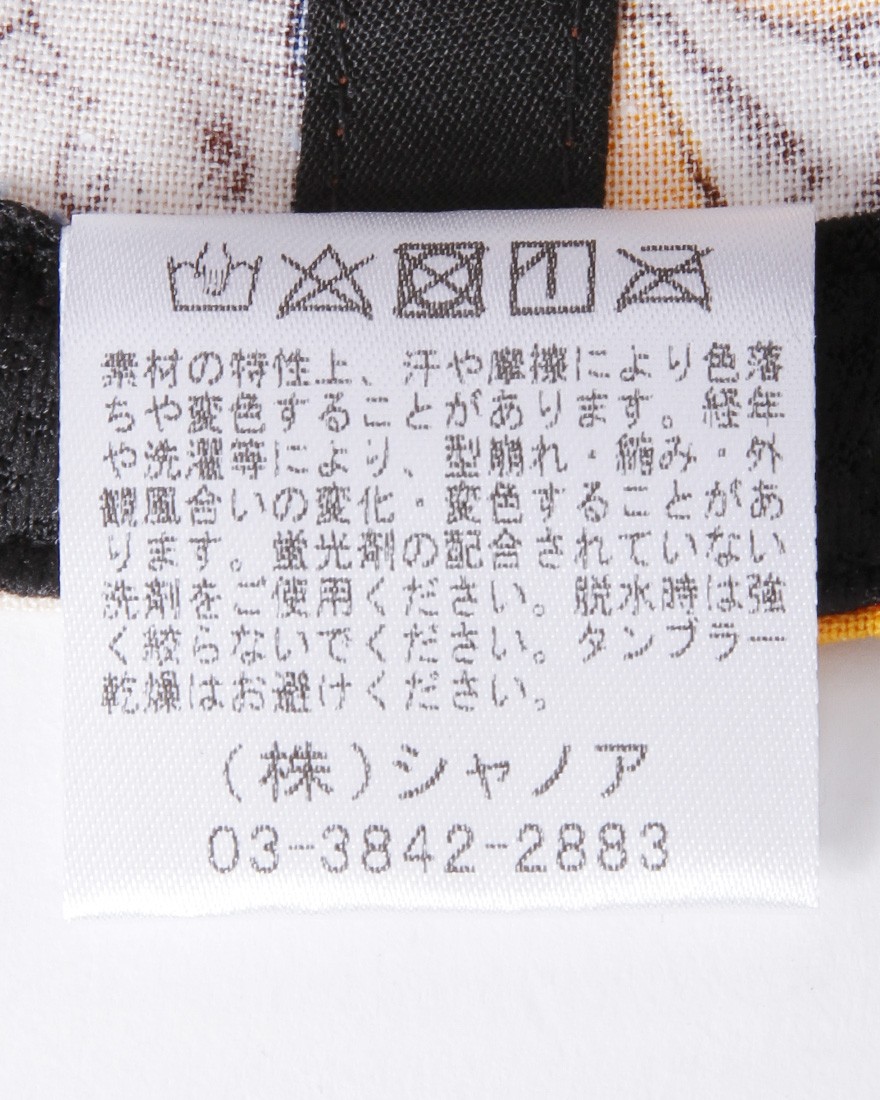 素材の特性上、汗や摩擦により色落
ちや変色することがあります。経年
や洗濯等により、型崩れ・縮み・外
観風合いの変化・変色することがあ
ります。蛍光剤の配合されていない
洗剤をご使用ください。脱水時は強
く絞らないでください。タンブラー
乾燥はお避けください。
(株)シャノア
03-3842-2883